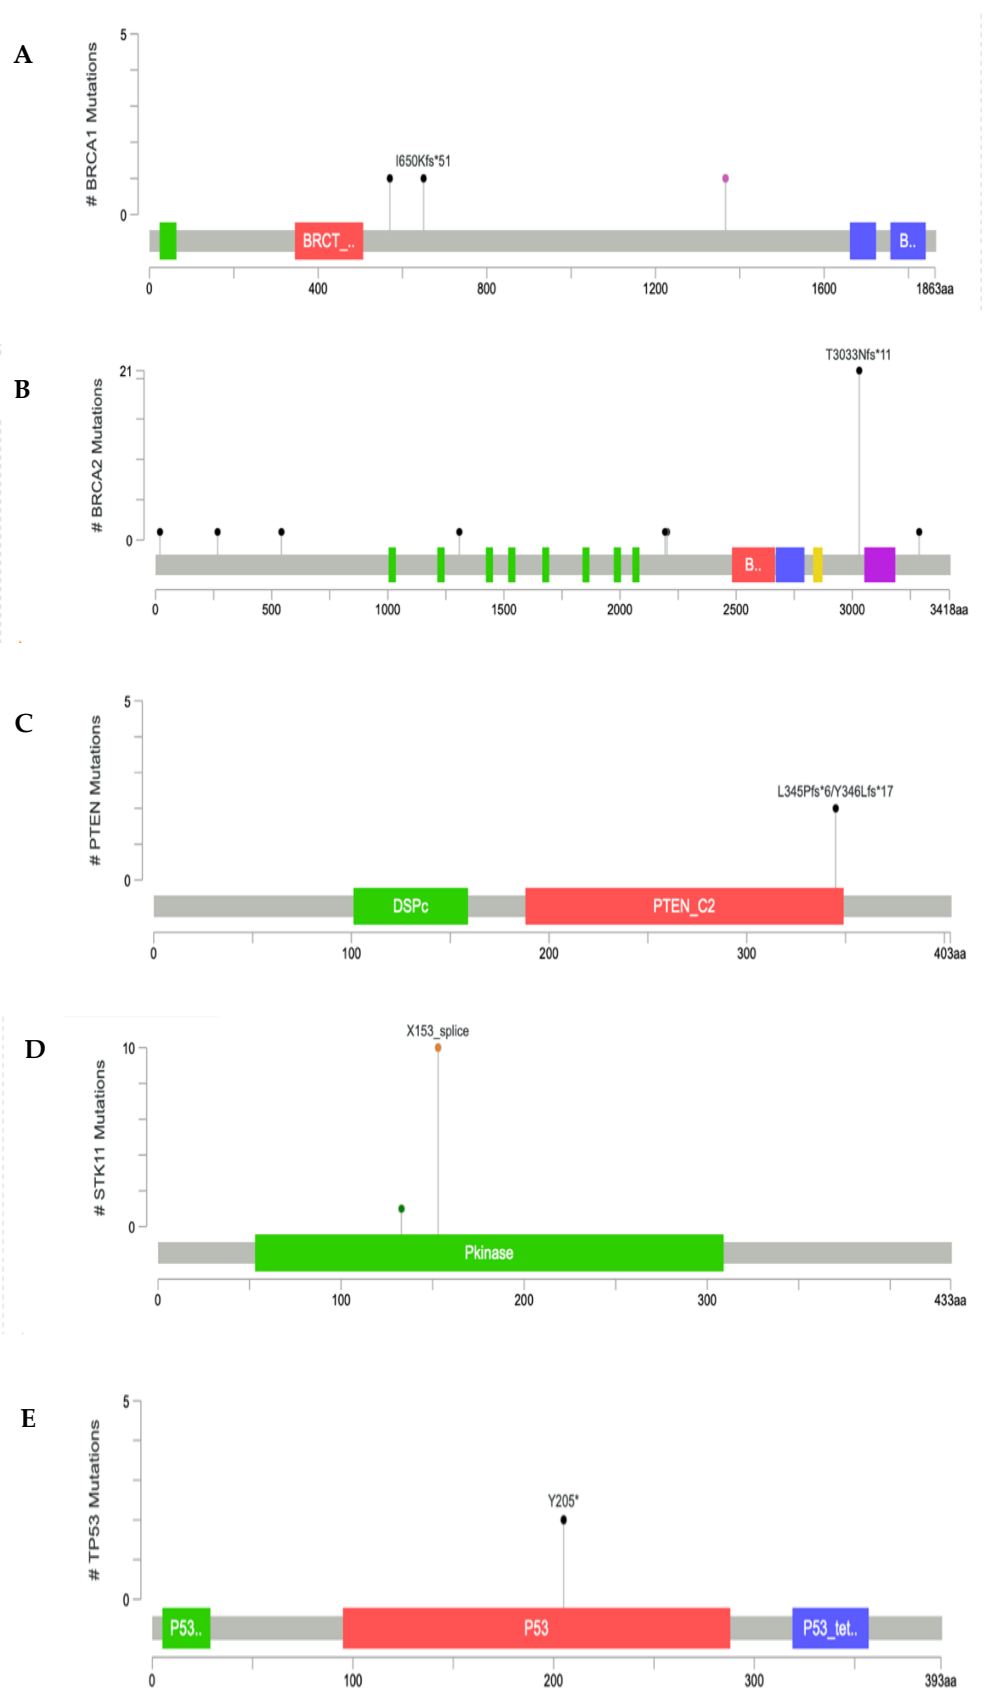 A
# BRCA1 Mutations
5
0
I650Kfs*51
BRCT_..
B..
0 400 800 1200 1600 1863aa
B
# BRCA2 Mutations
21
0
T3033Nfs*11
B..
0 500 1000 1500 2000 2500 3000 3418aa
C
# PTEN Mutations
5
0
L345Pfs*6/Y346Lfs*17
DSPc PTEN_C2
0 100 200 300 403aa
D
# STK11 Mutations
10
0
X153_splice
Pkinase
0 100 200 300 433aa
E
# TP53 Mutations
5
0
Y205*
P53.. P53 P53_tet..
0 100 200 300 393aa